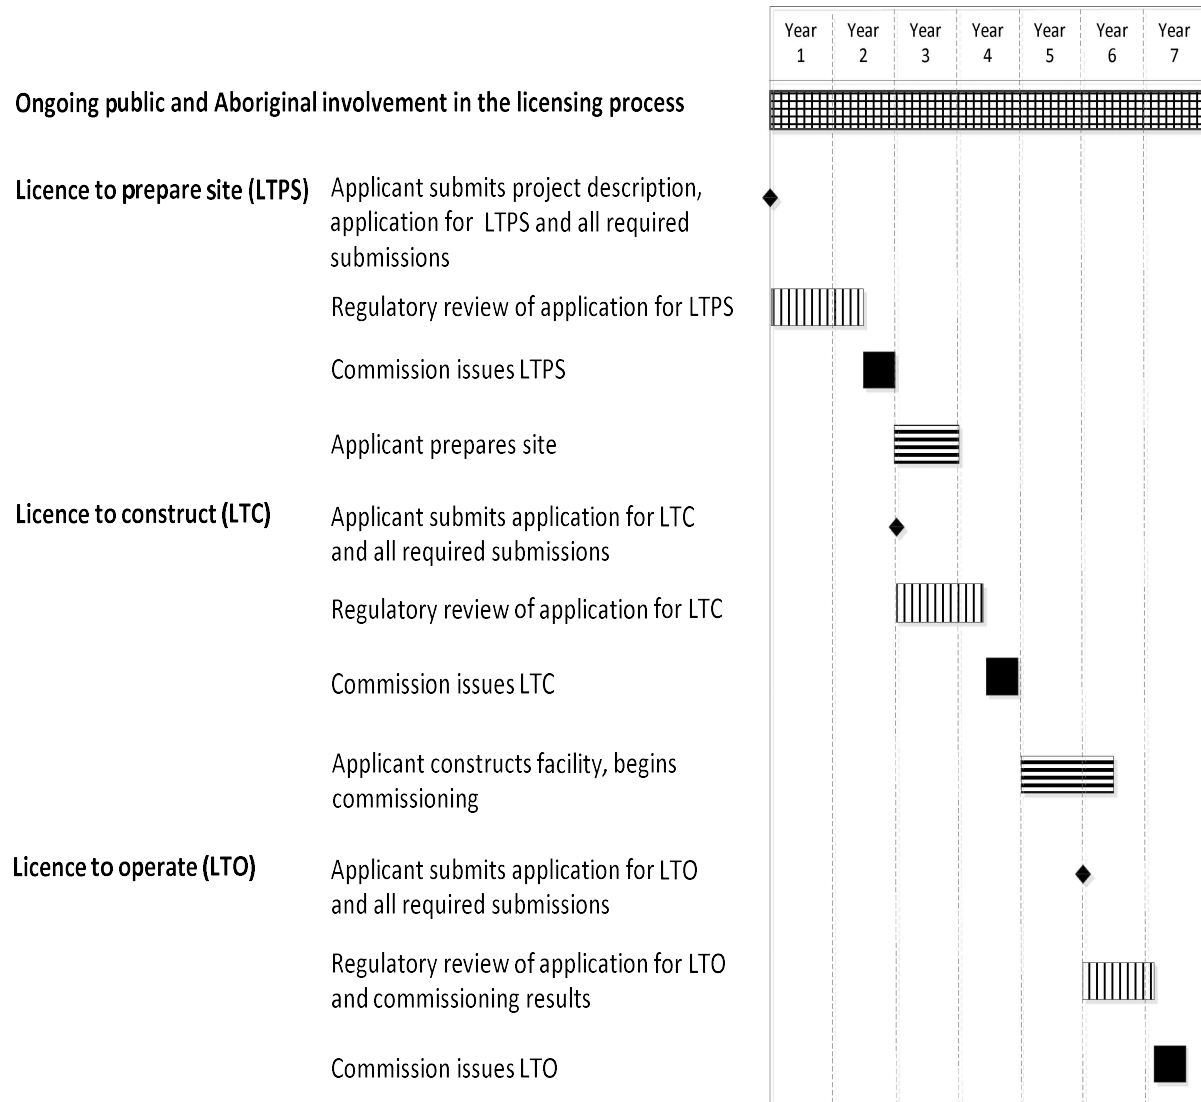 Year Year Year Year Year Year Year
1 2 3 4 5 6 7
Ongoing public and Aboriginal involvement in the licensing process
Licence to prepare site (LTPS)
Applicant submits project description,
application for LTPS and all required
submissions
Regulatory review of application for LTPS
Commission issues LTPS
Applicant prepares site
Licence to construct (LTC)
Applicant submits application for LTC
and all required submissions
Regulatory review of application for LTC
Commission issues LTC
Applicant constructs facility, begins
commissioning
Licence to operate (LTO)
Applicant submits application for LTO
and all required submissions
Regulatory review of application for LTO
and commissioning results
Commission issues LTO